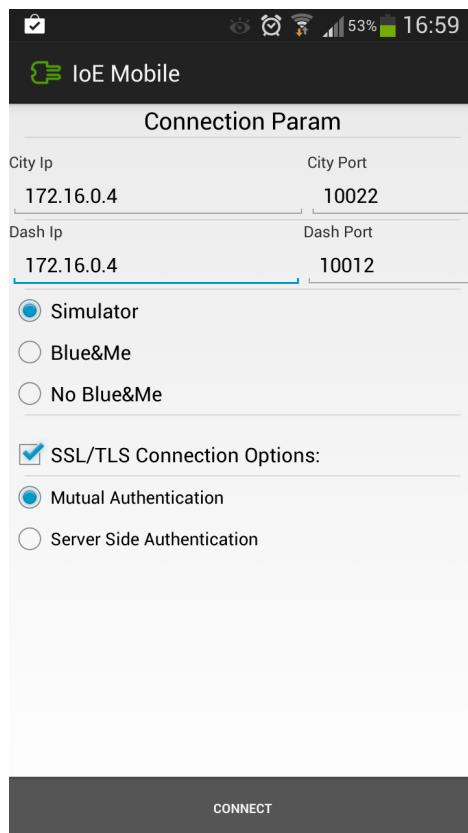 53% 16:59
IoE Mobile
Connection Param
City Ip City Port
172.16.0.4 10022
Dash Ip Dash Port
172.16.0.4 10012
Simulator
Blue&Me
No Blue&Me
SSL/TLS Connection Options:
Mutual Authentication
Server Side Authentication
CONNECT